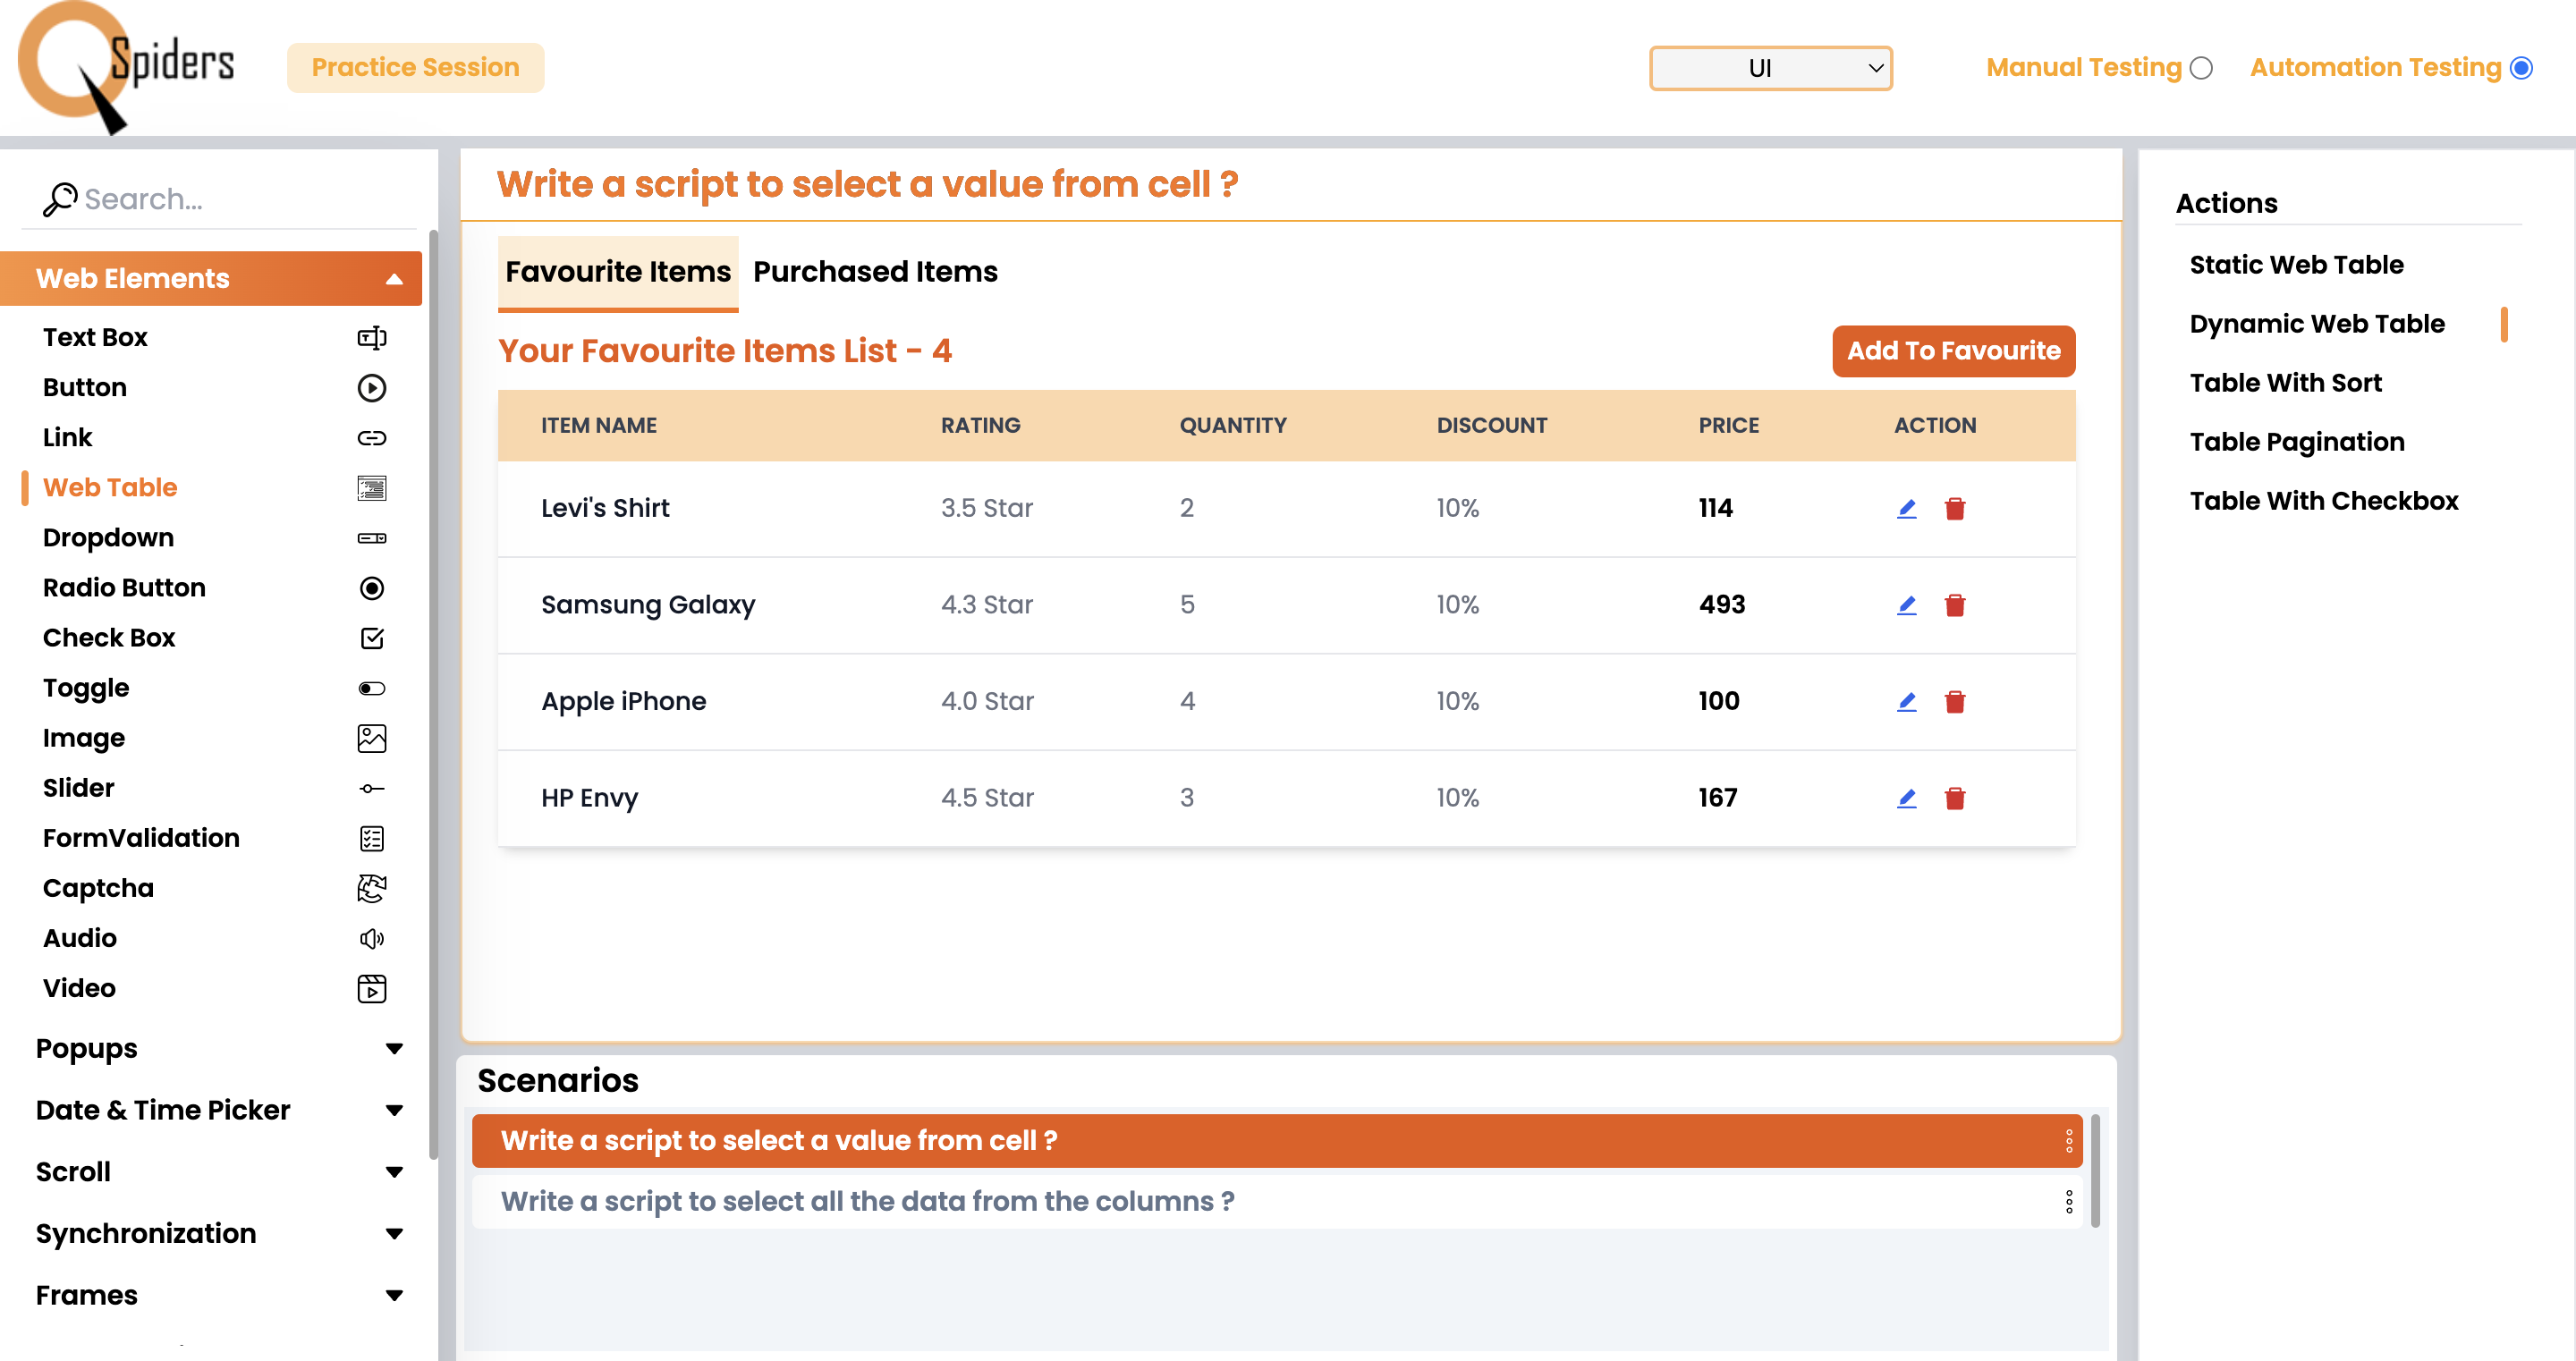 Spiders
Practice Session
UI
Manual Testing
Automation Testing
Search...
Web Elements
Text Box
Button
Link
Web Table
Dropdown
Radio Button
Check Box
Toggle
Image
Slider
FormValidation
Captcha
Audio
Video
Popups
Date & Time Picker
Scroll
Synchronization
Frames
Write a script to select a value from cell ?
Favourite Items Purchased Items
Your Favourite Items List - 4
Add To Favourite
ITEM NAME RATING QUANTITY DISCOUNT PRICE ACTION
Levi's Shirt 3.5 Star 2 10% 114
Samsung Galaxy 4.3 Star 5 10% 493
Apple iPhone 4.0 Star 4 10% 100
HP Envy 4.5 Star 3 10% 167
Scenarios
Write a script to select a value from cell ?
Write a script to select all the data from the columns ?
Actions
Static Web Table
Dynamic Web Table
Table With Sort
Table Pagination
Table With Checkbox